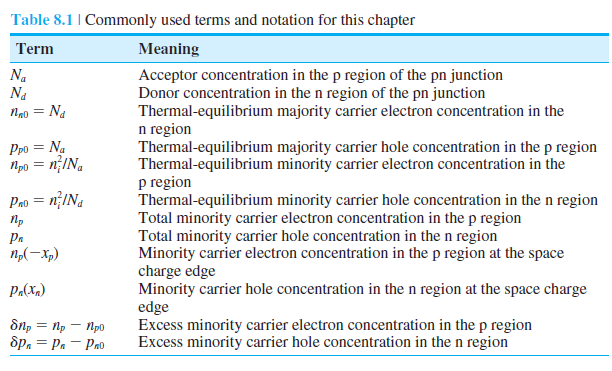 Table 8.1 | Commonly used terms and notation for this chapter
Term Meaning
Nₐ Acceptor concentration in the p region of the pn junction
N_d Donor concentration in the n region of the pn junction
n_{n0} = N_d Thermal-equilibrium majority carrier electron concentration in the
n region
p_{p0} = Nₐ Thermal-equilibrium majority carrier hole concentration in the p region
n_{p0} = n_i^2/Nₐ Thermal-equilibrium minority carrier electron concentration in the
p region
p_{n0} = n_i^2/N_d Thermal-equilibrium minority carrier hole concentration in the n region
n_p Total minority carrier electron concentration in the p region
p_n Total minority carrier hole concentration in the n region
n_p(−x_p) Minority carrier electron concentration in the p region at the space
charge edge
p_n(x_n) Minority carrier hole concentration in the n region at the space charge
edge
δn_p = n_p − n_{p0} Excess minority carrier electron concentration in the p region
δp_n = p_n − p_{n0} Excess minority carrier hole concentration in the n region